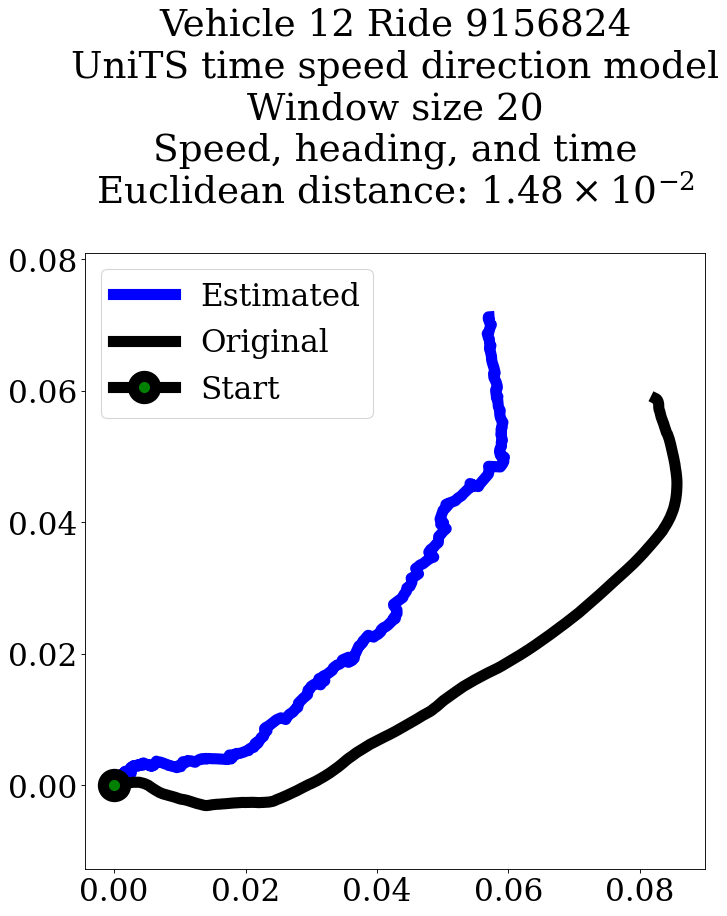 Vehicle 12 Ride 9156824
UniTS time speed direction model
Window size 20
Speed, heading, and time
Euclidean distance: 1.48 × 10⁻²
0.08
Estimated
Original
Start
0.06
0.04
0.02
0.00
0.00 0.02 0.04 0.06 0.08